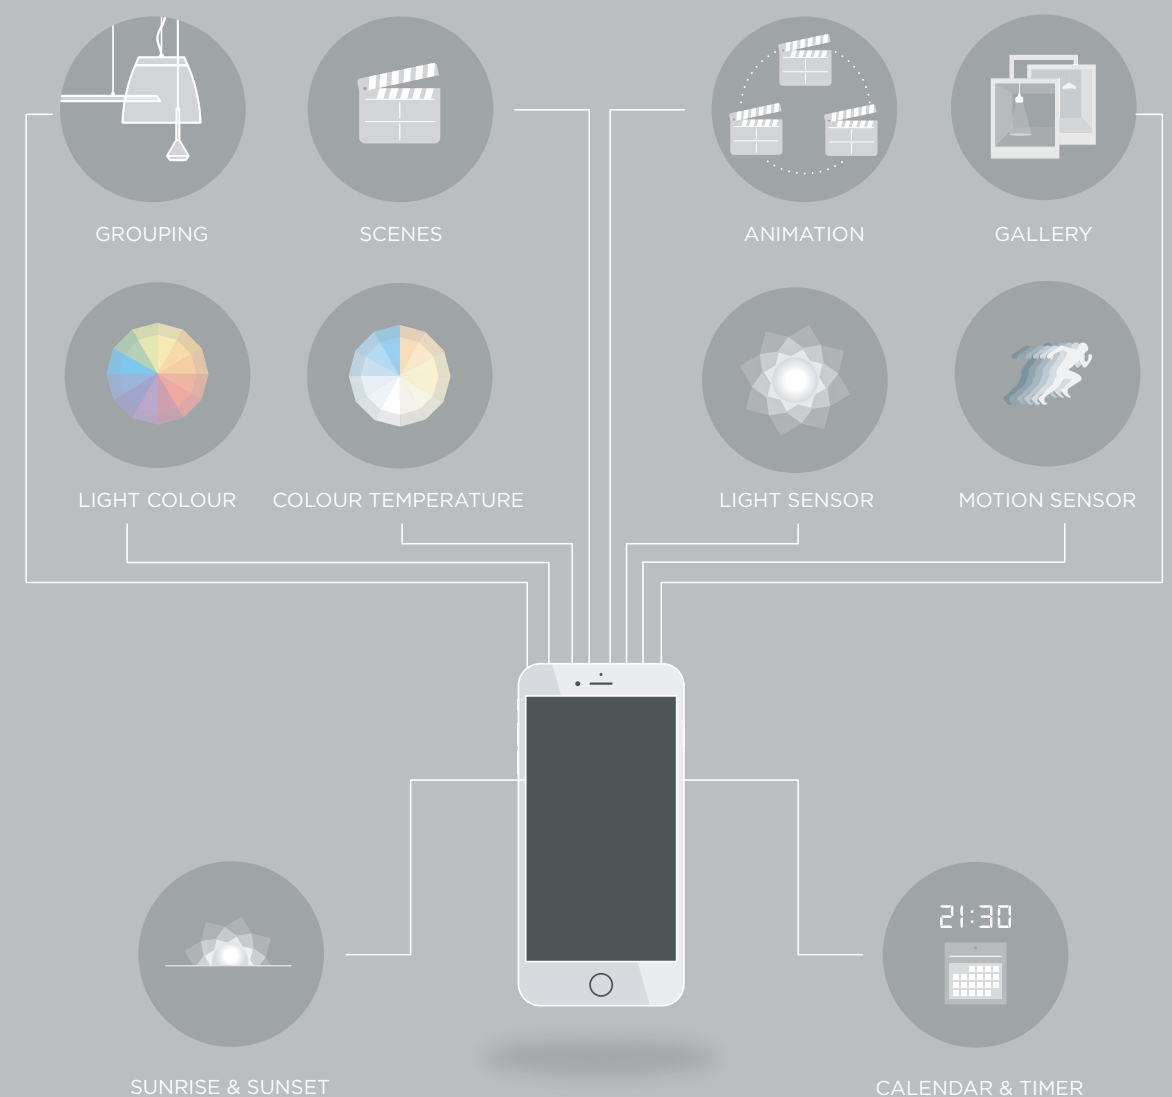 GROUPING
SCENES
ANIMATION
GALLERY
LIGHT COLOUR
COLOUR TEMPERATURE
LIGHT SENSOR
MOTION SENSOR
21:30
SUNRISE & SUNSET
CALENDAR & TIMER